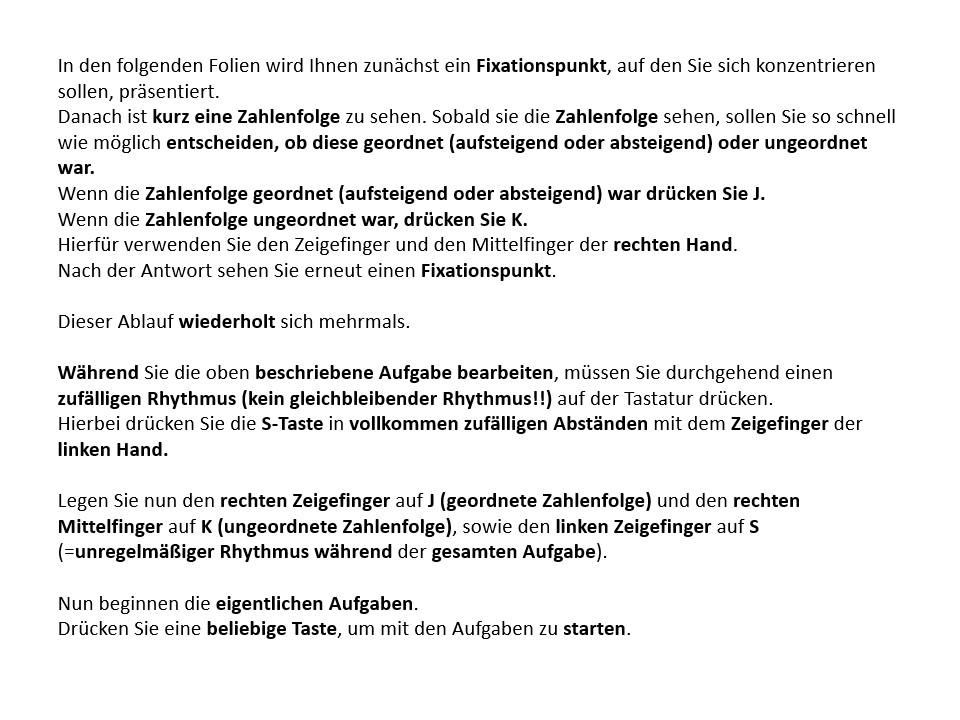 In den folgenden Folien wird Ihnen zunächst ein Fixationspunkt, auf den Sie sich konzentrieren
sollen, präsentiert.
Danach ist kurz eine Zahlenfolge zu sehen. Sobald sie die Zahlenfolge sehen, sollen Sie so schnell
wie möglich entscheiden, ob diese geordnet (aufsteigend oder absteigend) oder ungeordnet
war.
Wenn die Zahlenfolge geordnet (aufsteigend oder absteigend) war drücken Sie J.
Wenn die Zahlenfolge ungeordnet war, drücken Sie K.
Hierfür verwenden Sie den Zeigefinger und den Mittelfinger der rechten Hand.
Nach der Antwort sehen Sie erneut einen Fixationspunkt.
Dieser Ablauf wiederholt sich mehrmals.
Während Sie die oben beschriebene Aufgabe bearbeiten, müssen Sie durchgehend einen
zufälligen Rhythmus (kein gleichbleibender Rhythmus!!) auf der Tastatur drücken.
Hierbei drücken Sie die S-Taste in vollkommen zufälligen Abständen mit dem Zeigefinger der
linken Hand.
Legen Sie nun den rechten Zeigefinger auf J (geordnete Zahlenfolge) und den rechten
Mittelfinger auf K (ungeordnete Zahlenfolge), sowie den linken Zeigefinger auf S
(=unregelmäßiger Rhythmus während der gesamten Aufgabe).
Nun beginnen die eigentlichen Aufgaben.
Drücken Sie eine beliebige Taste, um mit den Aufgaben zu starten.